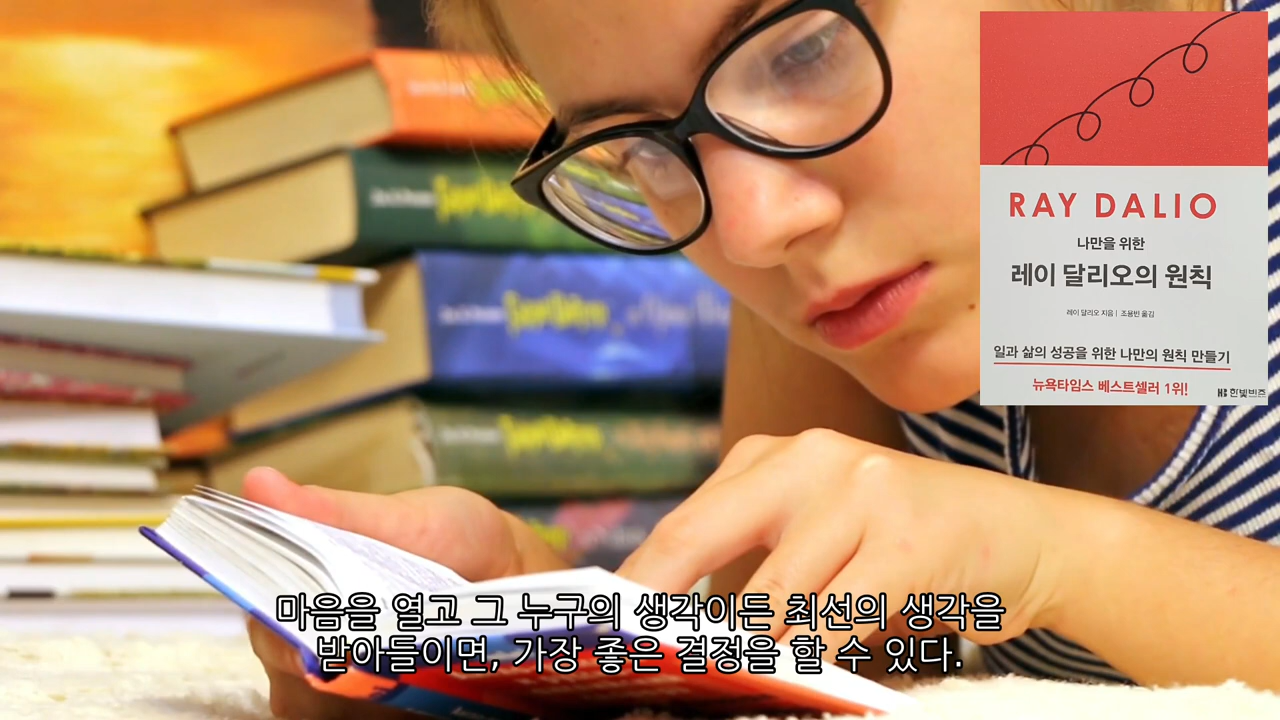 RAY DALIO
나만을 위한
레이 달리오의 원칙
레이 달리오 지음 | 조용빈 옮김
일과 삶의 성공을 위한 나만의 원칙 만들기
뉴욕타임스 베스트셀러 1위!
HB 한빛비즈
마음을 열고 그 누구의 생각이든 최선의 생각을
받아들이면, 가장 좋은 결정을 할 수 있다.